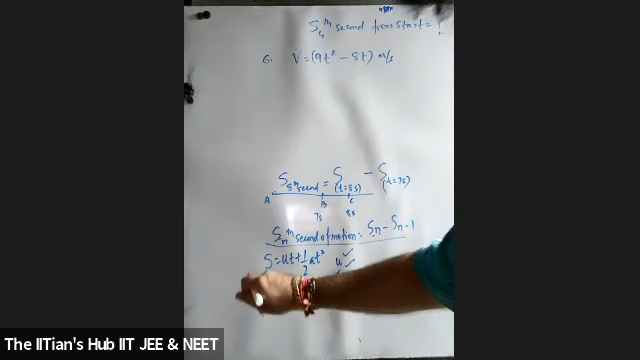 S₄ᵗʰ second from start = ?
6. V = (9t² - 8t) m/s
S₈ᵗʰ second = S(t=8s) - S(t=7s)
A B C
7s 8s
Sₙᵗʰ second of motion = Sₙ - Sₙ-1
S = ut + 1/2 at² u ✓
The IITian's Hub IIT JEE & NEET